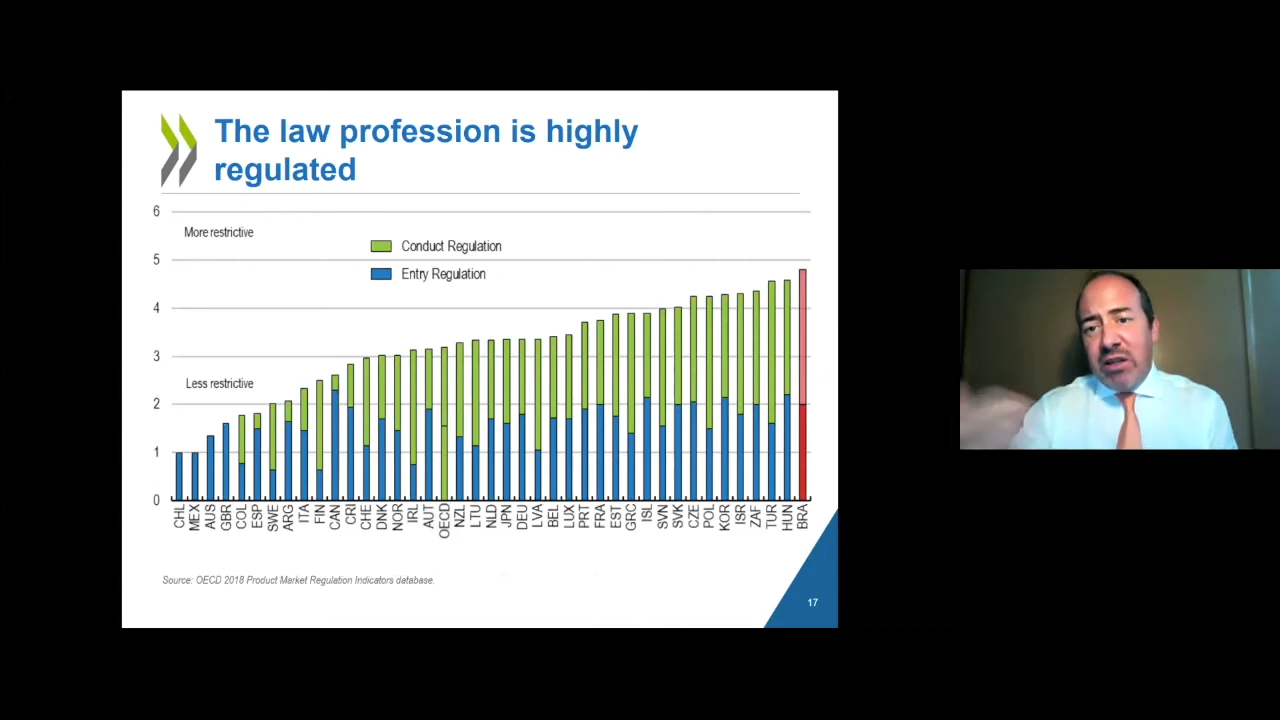 The law profession is highly
regulated
6
More restrictive
Conduct Regulation
5
Entry Regulation
4
3
Less restrictive
2
1
0
CHL
MEX
AUS
GBR
COL
ESP
SWE
ARG
ITA
FIN
CAN
CRI
CHE
DNK
NOR
IRL
AUT
OECD
NZL
LTU
NLD
JPN
DEU
LVA
BEL
LUX
PRT
FRA
EST
GRC
ISL
SVN
SVK
CZE
POL
KOR
ISR
ZAF
TUR
HUN
BRA
Source: OECD 2018 Product Market Regulation Indicators database.
17